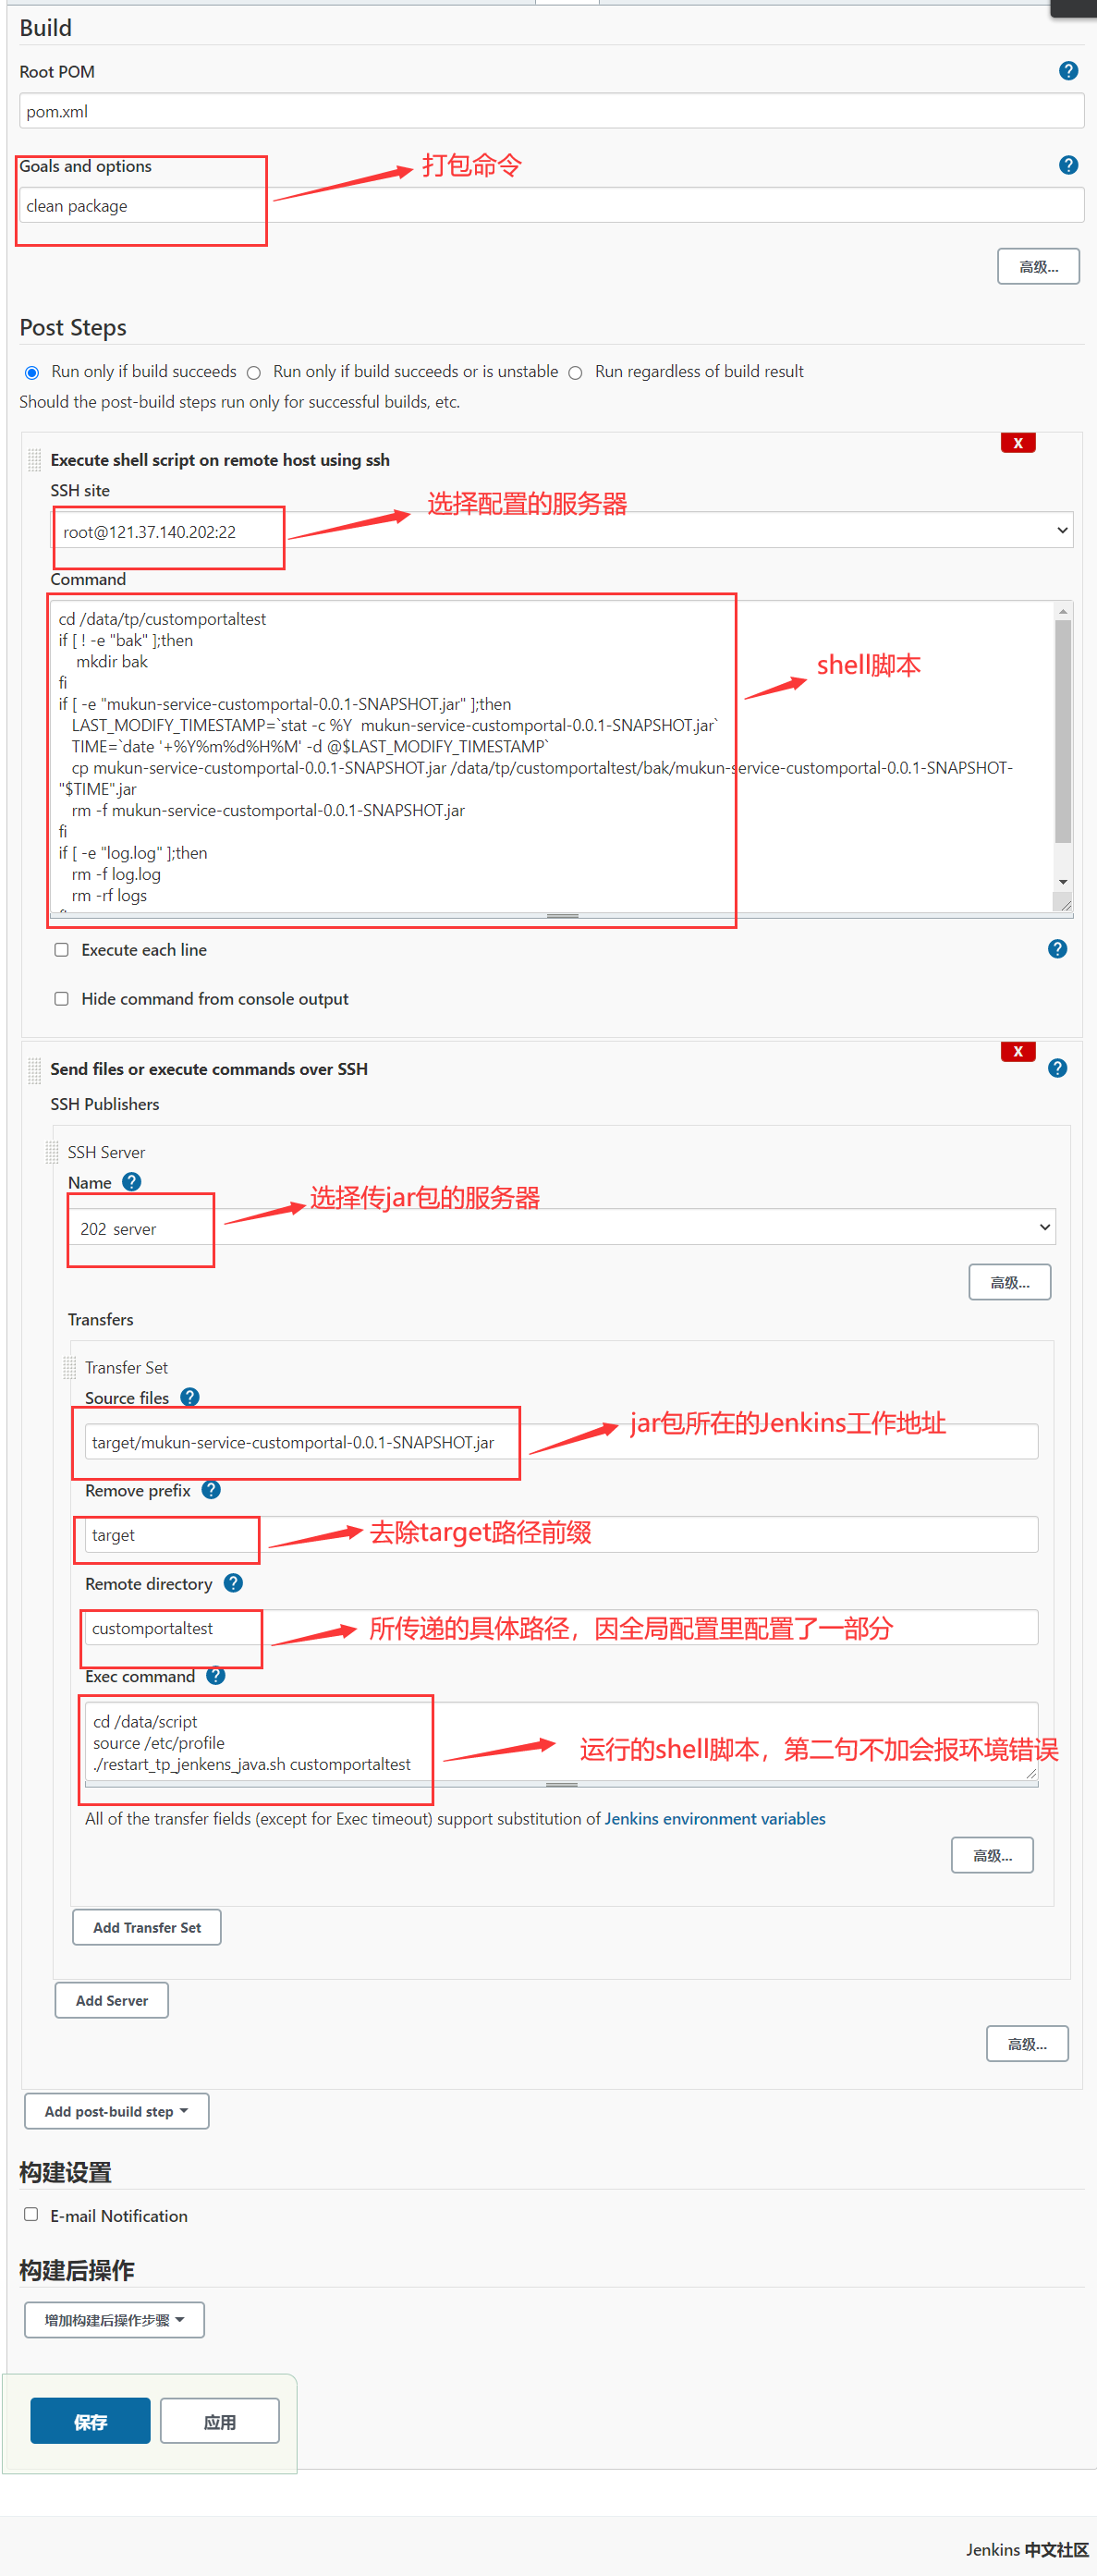 Build
Root POM
pom.xml
Goals and options
打包命令
clean package
高级...
Post Steps
Run only if build succeeds Run only if build succeeds or is unstable Run regardless of build result
Should the post-build steps run only for successful builds, etc.
X
Execute shell script on remote host using ssh
SSH site
选择配置的服务器
root@121.37.140.202:22
Command
cd /data/tp/customportaltest
if [ ! -e "bak" ];then
mkdir bak
fi
shell脚本
if [ -e "mukun-service-customportal-0.0.1-SNAPSHOT.jar" ];then
LAST_MODIFY_TIMESTAMP=`stat -c %Y  mukun-service-customportal-0.0.1-SNAPSHOT.jar`
TIME=`date '+%Y%m%d%H%M' -d @$LAST_MODIFY_TIMESTAMP`
cp mukun-service-customportal-0.0.1-SNAPSHOT.jar /data/tp/customportaltest/bak/mukun-service-customportal-0.0.1-SNAPSHOT-
"$TIME".jar
rm -f mukun-service-customportal-0.0.1-SNAPSHOT.jar
fi
if [ -e "log.log" ];then
rm -f log.log
rm -rf logs
Execute each line
Hide command from console output
X
Send files or execute commands over SSH
SSH Publishers
SSH Server
Name
选择传jar包的服务器
202 server
高级...
Transfers
Transfer Set
Source files
jar包所在的Jenkins工作地址
target/mukun-service-customportal-0.0.1-SNAPSHOT.jar
Remove prefix
target
去除target路径前缀
Remote directory
customportaltest
所传递的具体路径，因全局配置里配置了一部分
Exec command
cd /data/script
source /etc/profile
./restart_tp_jenkens_java.sh customportaltest
运行的shell脚本，第二句不加会报环境错误
All of the transfer fields (except for Exec timeout) support substitution of Jenkins environment variables
高级...
Add Transfer Set
Add Server
高级...
Add post-build step
构建设置
E-mail Notification
构建后操作
增加构建后操作步骤
保存
应用
Jenkins 中文社区